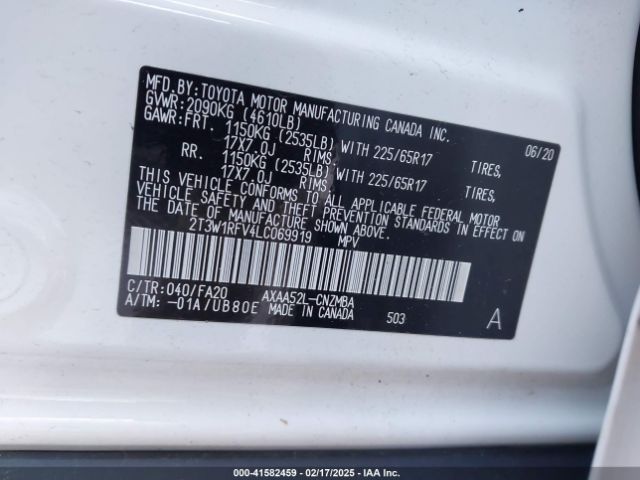 MFD. BY: TOYOTA MOTOR MANUFACTURING CANADA INC.
GVWR: 2090KG (4610LB) 06/20
GAWR: FRT. 1150KG (2535LB) WITH 225/65R17 TIRES,
17X7.0J RIMS,
RR. 1150KG (2535LB) WITH 225/65R17 TIRES,
17X7.0J RIMS,
THIS VEHICLE CONFORMS TO ALL APPLICABLE FEDERAL MOTOR
VEHICLE SAFETY AND THEFT PREVENTION STANDARDS IN EFFECT ON
THE DATE OF MANUFACTURE SHOWN ABOVE.
2T3W1RFV4LC069919 MPV
C/TR: 040/FA20 AXAA52L-CNZMBA
A/TM: -01A/UB80E MADE IN CANADA 503 A
000-41582459 - 02/17/2025 - IAA Inc. Copyright